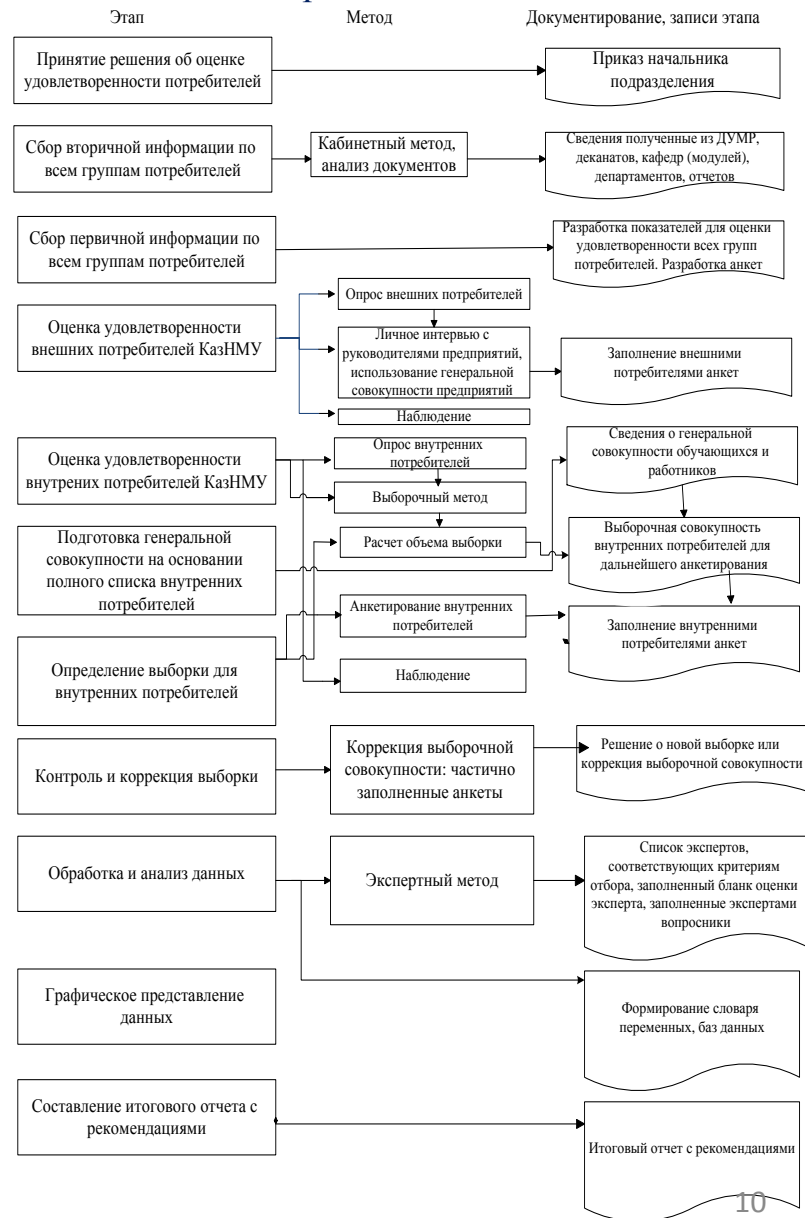 Этап
Метод
Документирование, записи этапа
Принятие решения об оценке
удовлетворенности потребителей
Приказ начальника
подразделения
Сбор вторичной информации по
всем группам потребителей
Кабинетный метод,
анализ документов
Сведения полученные из ДУМР,
деканатов, кафедр (модулей),
департаментов, отчетов
Сбор первичной информации по
всем группам потребителей
Разработка показателей для оценки
удовлетворенности всех групп
потребителей. Разработка анкет
Оценка удовлетворенности
внешних потребителей КазНМУ
Опрос внешних потребителей
Личное интервью с
руководителями предприятий,
использование генеральной
совокупности предприятий
Наблюдение
Заполнение внешними
потребителями анкет
Оценка удовлетворенности
внутрених потребителей КазНМУ
Опрос внутренних
потребителей
Выборочный метод
Сведения о генеральной
совокупности обучающихся и
работников
Подготовка генеральной
совокупности на основании
полного списка внутренних
потребителей
Расчет объема выборки
Выборочная совокупность
внутренних потребителей для
дальнейшего анкетирования
Определение выборки для
внутренних потребителей
Анкетирование внутренних
потребителей
Наблюдение
Заполнение внутренними
потребителями анкет
Контроль и коррекция выборки
Коррекция выборочной
совокупности: частично
заполненные анкеты
Решение о новой выборке или
коррекция выборочной совокупности
Обработка и анализ данных
Экспертный метод
Список экспертов,
соответствующих критериям
отбора, заполненный бланк оценки
эксперта, заполненные экспертами
вопросники
Графическое представление
данных
Формирование словаря
переменных, баз данных
Составление итогового отчета с
рекомендациями
Итоговый отчет с рекомендациями
10